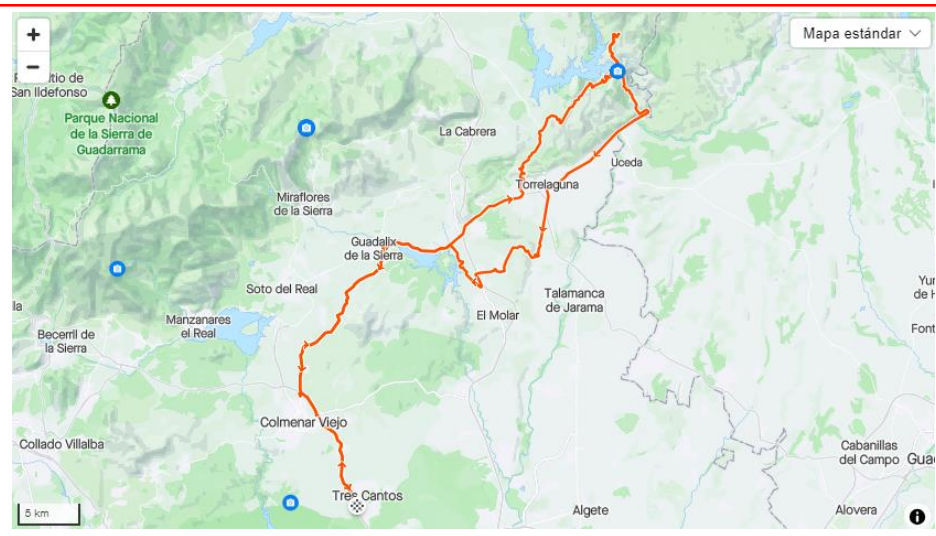 +
Mapa estándar
−
San Ildefonso
Parque Nacional
de la Sierra de
Guadarrama
La Cabrera
Uceda
Torrelaguna
Miraflores
de la Sierra
Guadalix
de la Sierra
Soto del Real
Talamanca
de Jarama
El Molar
Manzanares
el Real
Becerril de
la Sierra
Colmenar Viejo
Collado Villalba
Cabanillas
del Campo
Tres Cantos
5 km
Algete
Alovera
i